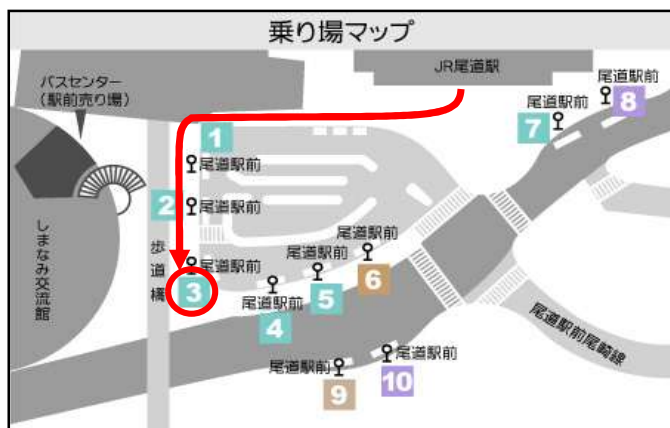 乗り場マップ
バスセンター
（駅前売り場）
JR尾道駅
尾道駅前
8
尾道駅前
7
1
尾道駅前
2
尾道駅前
歩道橋
しまなみ交流館
尾道駅前
3
尾道駅前
4
尾道駅前
5
尾道駅前
6
尾道駅前
9
尾道駅前
10
尾道駅前尾崎線